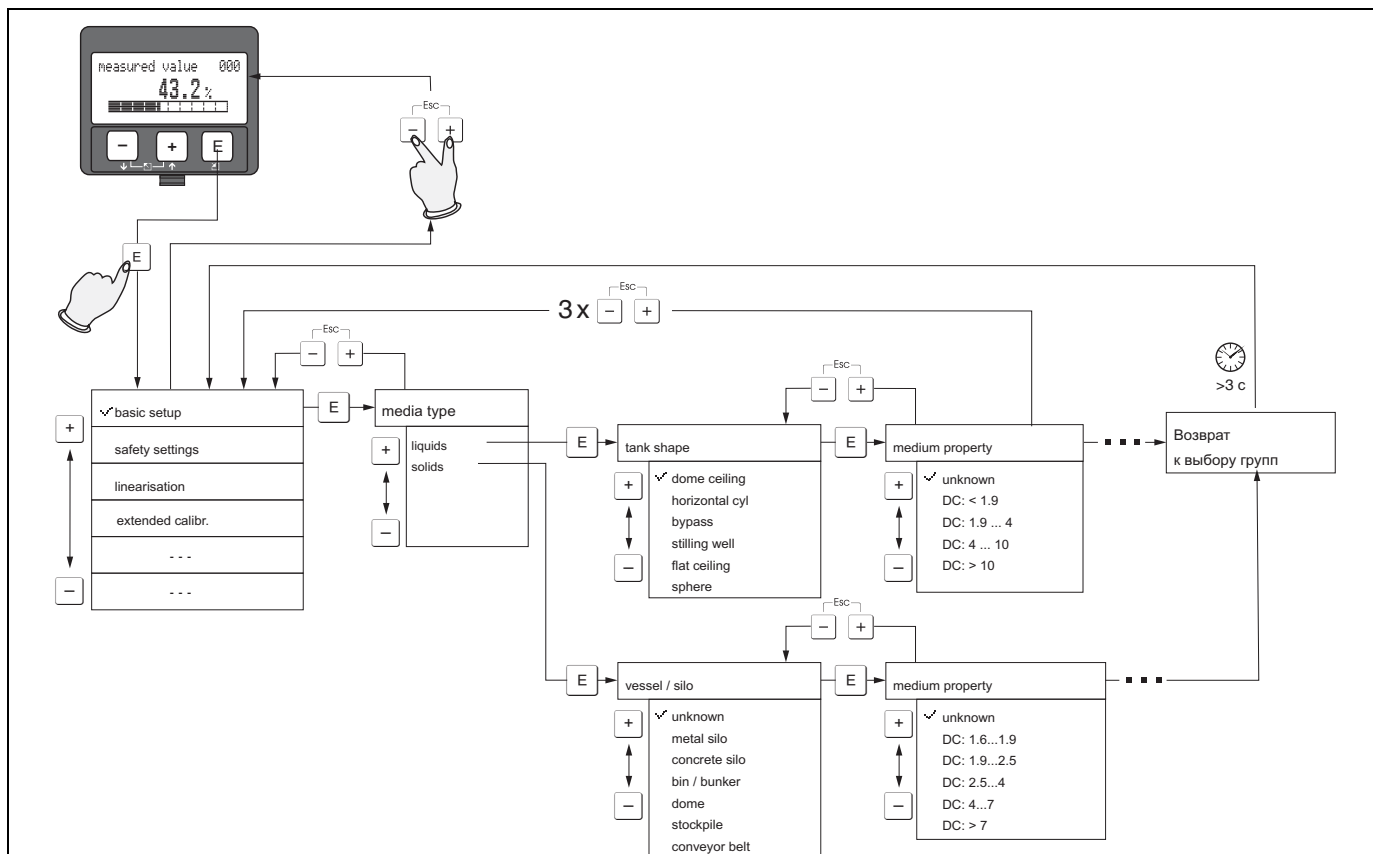 measured value 000
43.2 %
– + E
Esc
– +
E
Esc
3 x – +
Esc
– +
>3 с
✓ basic setup
safety settings
linearisation
extended calibr.
- - -
- - -
+
–
E
media type
liquids
solids
+
–
Esc
– +
E
tank shape
✓ dome ceiling
horizontal cyl
bypass
stilling well
flat ceiling
sphere
+
–
E
medium property
✓ unknown
DC: < 1.9
DC: 1.9 ... 4
DC: 4 ... 10
DC: > 10
+
–
Возврат
к выбору групп
Esc
– +
E
vessel / silo
✓ unknown
metal silo
concrete silo
bin / bunker
dome
stockpile
conveyor belt
+
–
E
medium property
✓ unknown
DC: 1.6...1.9
DC: 1.9...2.5
DC: 2.5...4
DC: 4...7
DC: > 7
+
–